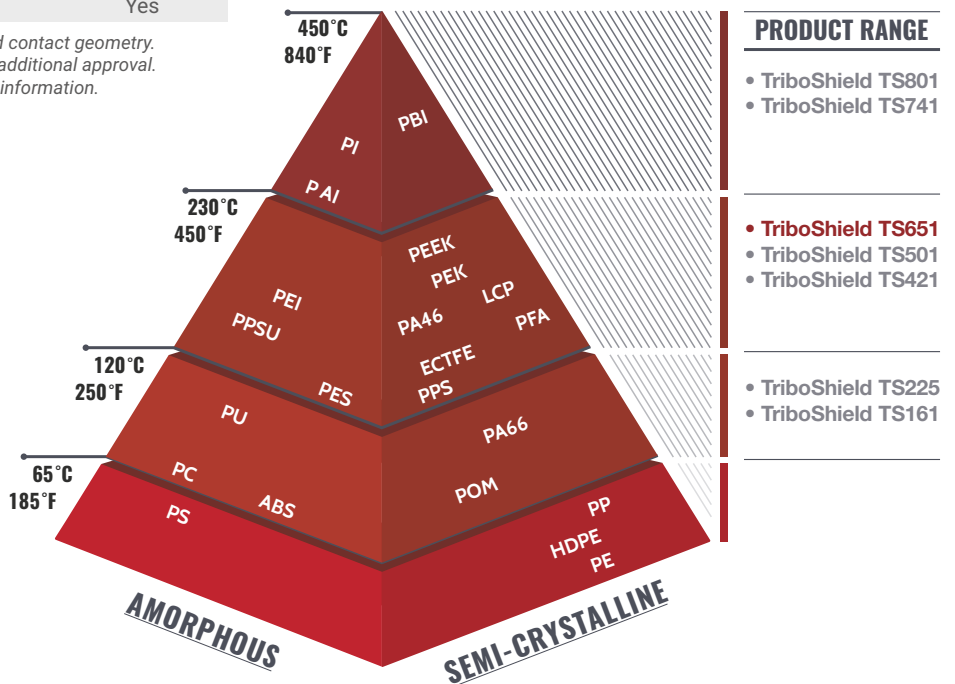 Yes
d contact geometry.
additional approval.
information.
450°C
840°F
PRODUCT RANGE
• TriboShield TS801
• TriboShield TS741
PBI
PI
P AI
230°C
450°F
• TriboShield TS651
• TriboShield TS501
• TriboShield TS421
PEEK
PEK
LCP
PEI
PA46
PFA
PPSU
ECTFE
PES
PPS
120°C
250°F
• TriboShield TS225
• TriboShield TS161
PU
PA66
PC
POM
ABS
65°C
185°F
PS
PP
HDPE
PE
AMORPHOUS
SEMI-CRYSTALLINE